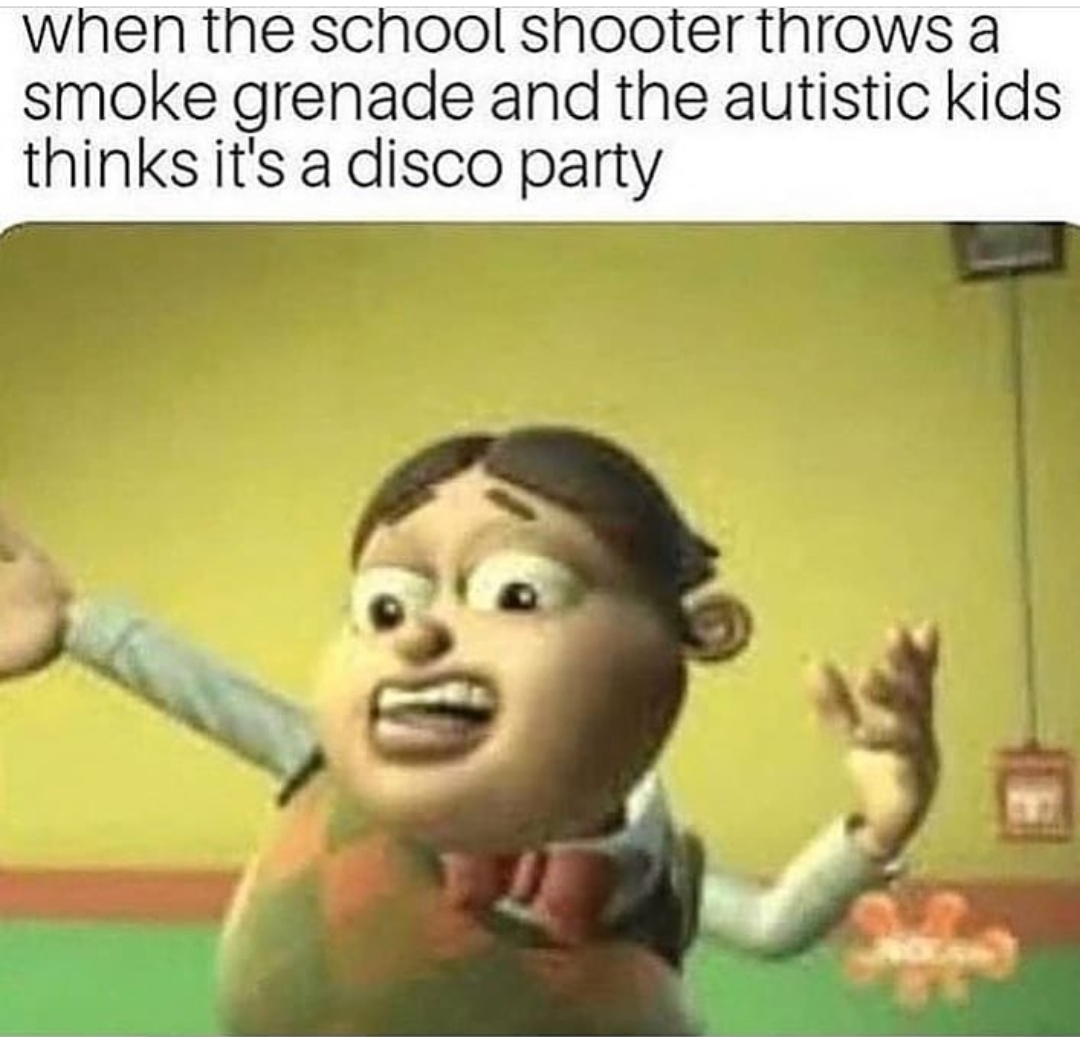 when the school shooter throws a
smoke grenade and the autistic kids
thinks it's a disco party